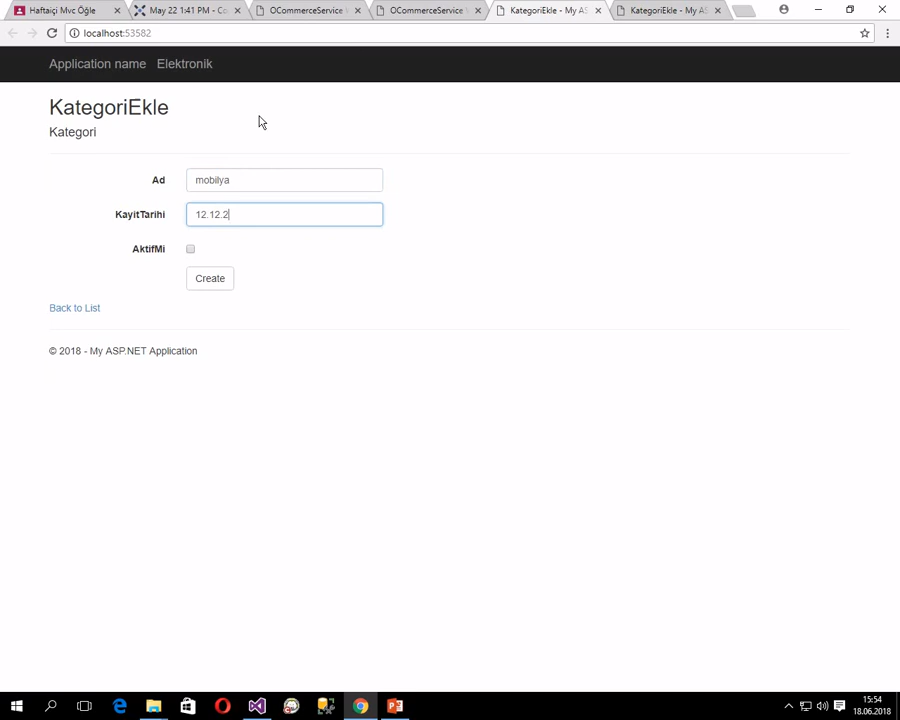 Haftaiçi Mvc Öğle
May 22 1:41 PM - Co
OCommerceService
OCommerceService
KategoriEkle - My AS
KategoriEkle - My AS
localhost:53582
Application name Elektronik
KategoriEkle
Kategori
Ad mobilya
KayitTarihi 12.12.2
AktifMi
Create
Back to List
© 2018 - My ASP.NET Application
15:54
18.06.2018